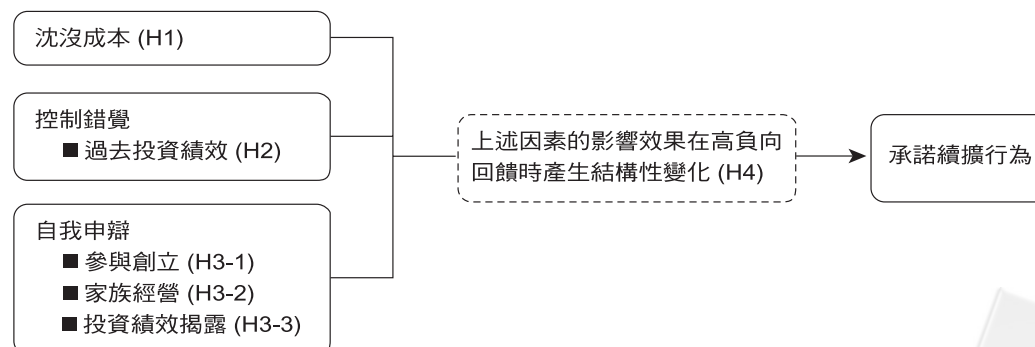 沈沒成本 (H1)
控制錯覺
■ 過去投資績效 (H2)
自我申辯
■ 參與創立 (H3-1)
■ 家族經營 (H3-2)
■ 投資績效揭露 (H3-3)
上述因素的影響效果在高負向
回饋時產生結構性變化 (H4)
承諾續擴行為